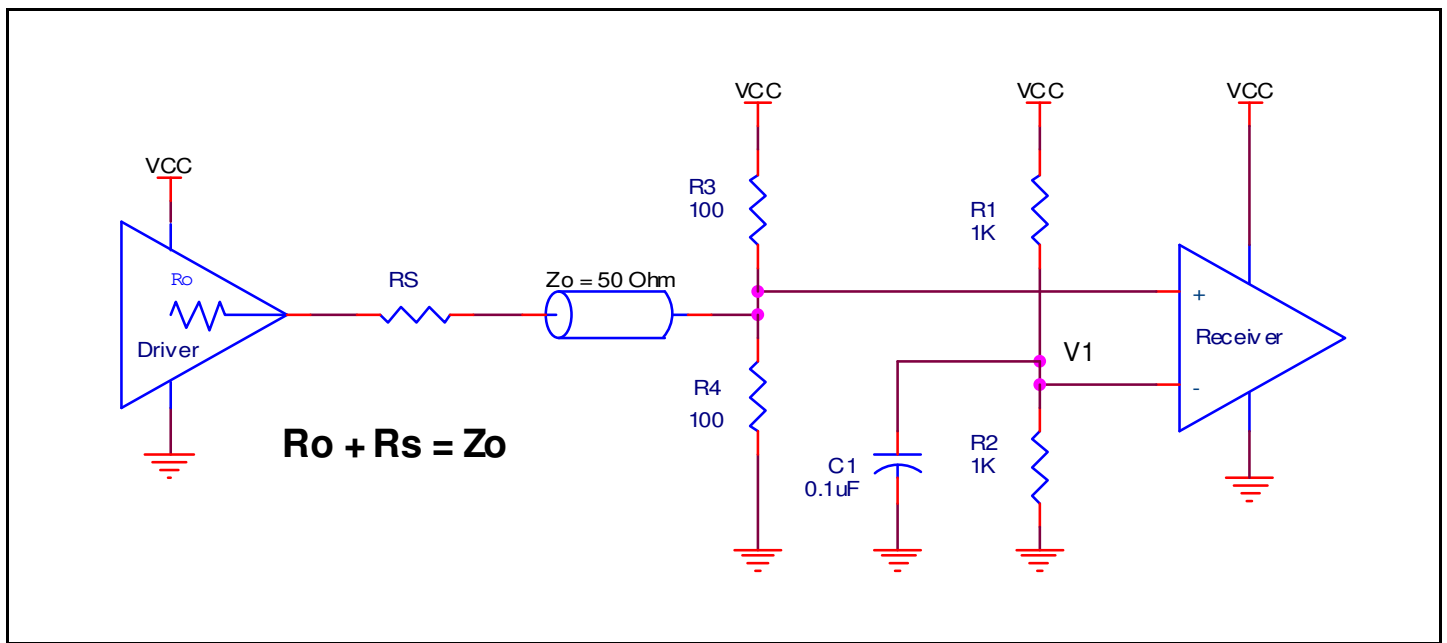 VCC
VCC
VCC
VCC
R3
100
R1
1K
Ro
RS
Zo = 50 Ohm
Driver
+
Receiver
V1
-
R4
100
Ro + Rs = Zo
C1
0.1uF
R2
1K